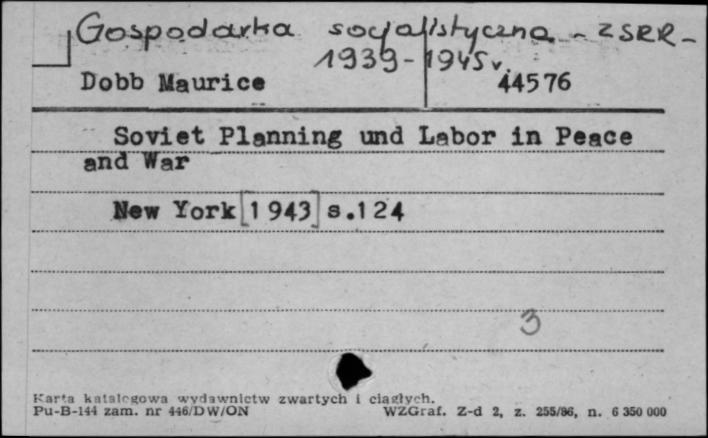 Gospodarka socjalistyczna - ZSRR -
1939-1945 r.
Dobb Maurice 44576
Soviet Planning und Labor in Peace
and War
New York [1943] s.124
3
Karta katalogowa wydawnictw zwartych i ciągłych.
Pu-B-144 zam. nr 446/DW/ON WZGraf. Z-d 2, z. 255/86, n. 6 350 000